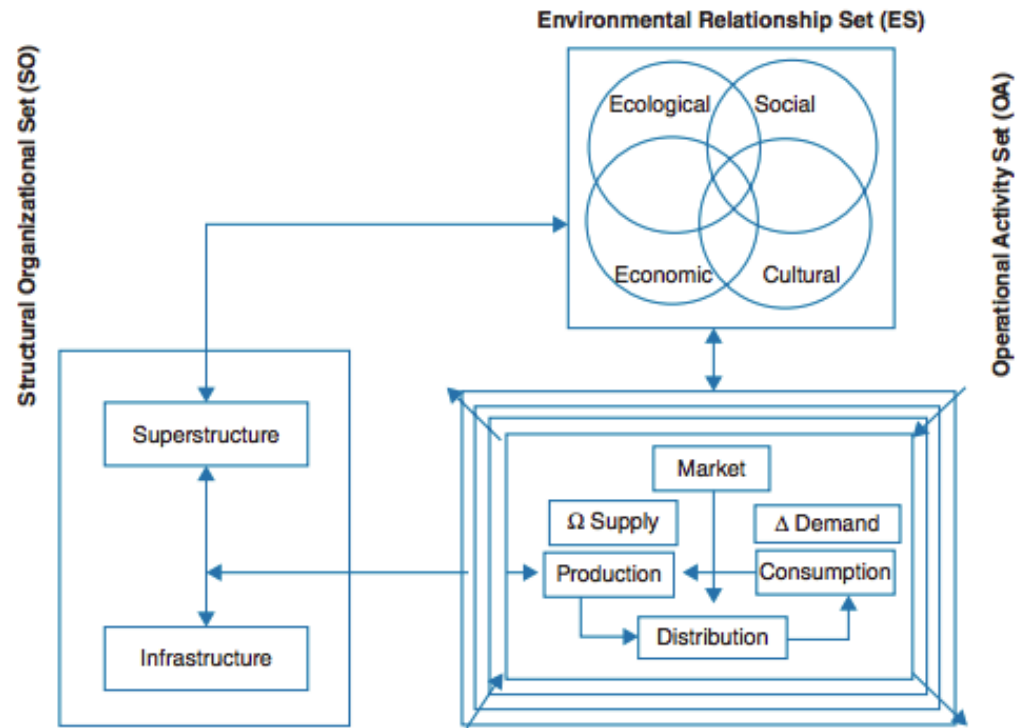 Environmental Relationship Set (ES)
Structural Organizational Set (SO)
Operational Activity Set (OA)
Ecological
Social
Economic
Cultural
Superstructure
Infrastructure
Market
Ω Supply
Δ Demand
Production
Consumption
Distribution